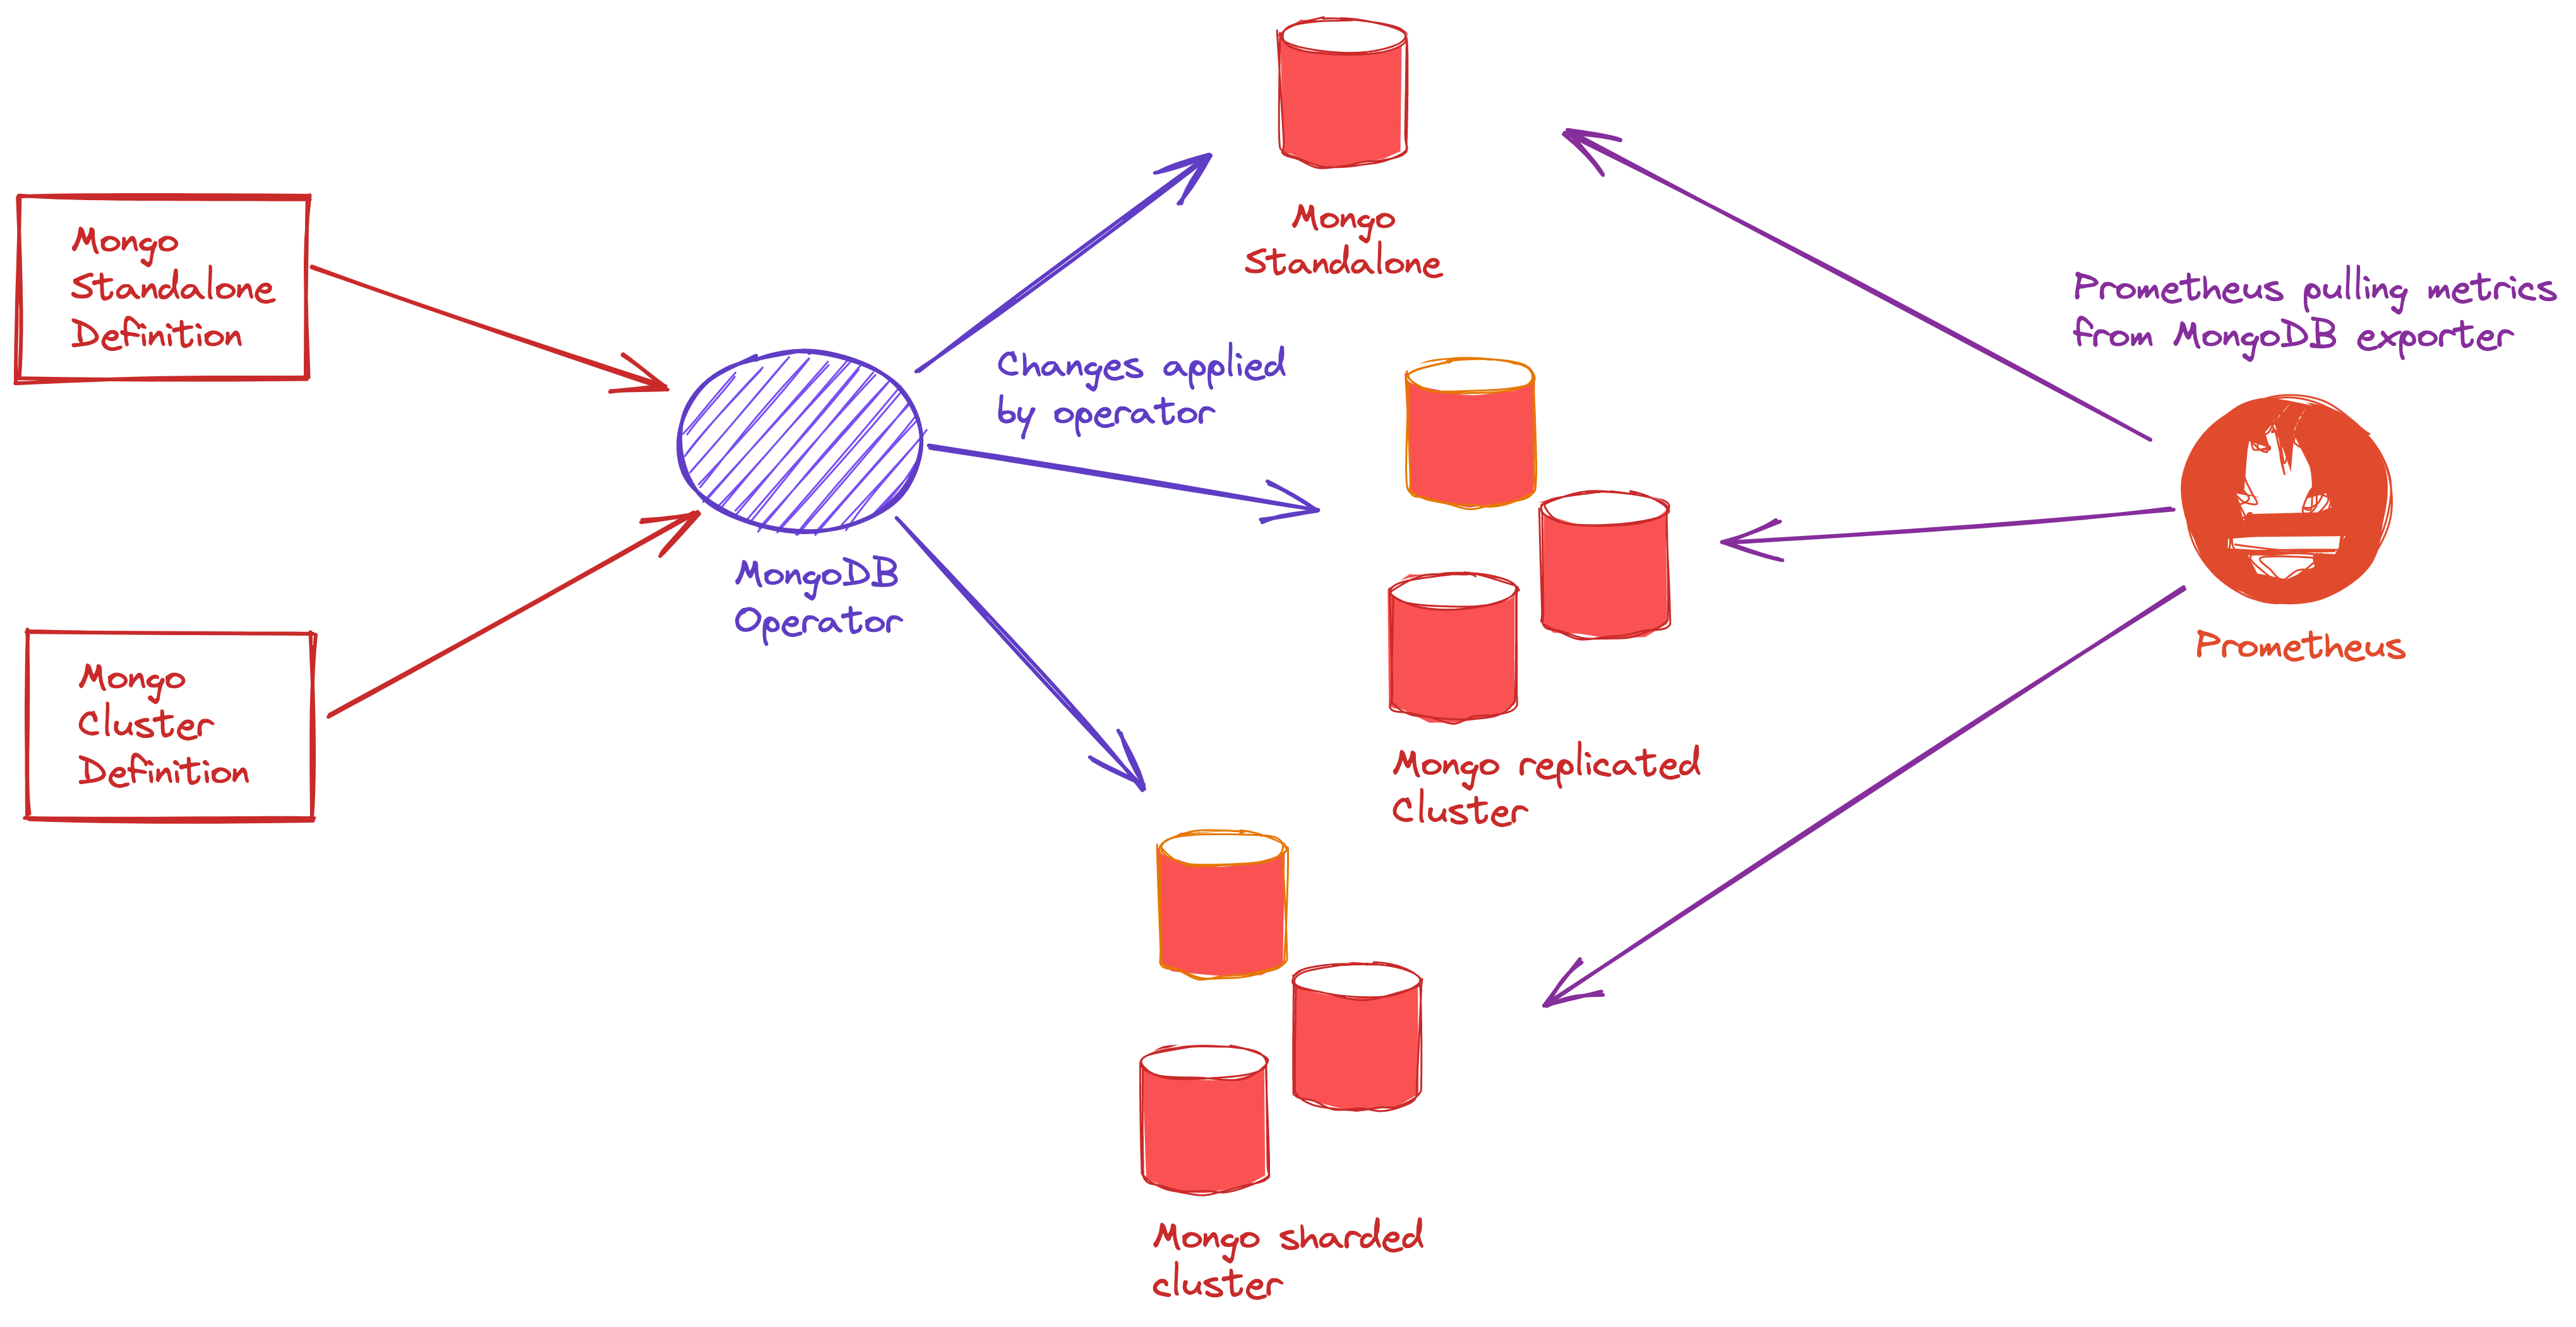 Mongo
Standalone
Definition
Mongo
Cluster
Definition
MongoDB
Operator
Changes applied
by operator
Mongo
Standalone
Mongo replicated
Cluster
Mongo sharded
cluster
Prometheus pulling metrics
from MongoDB exporter
Prometheus